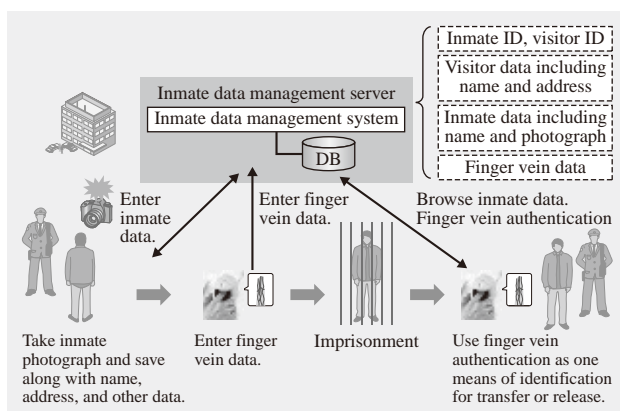 Inmate ID, visitor ID
Visitor data including
name and address
Inmate data including
name and photograph
Finger vein data
Inmate data management server
Inmate data management system
DB
Enter
inmate
data.
Enter finger
vein data.
Browse inmate data.
Finger vein authentication
Take inmate
photograph and save
along with name,
address, and other data.
Enter finger
vein data.
Imprisonment
Use finger vein
authentication as one
means of identification
for transfer or release.